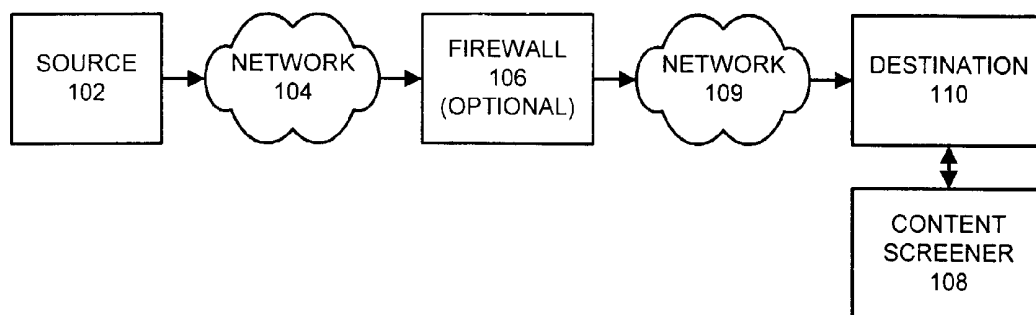 SOURCE
102
NETWORK
104
FIREWALL
106
(OPTIONAL)
NETWORK
109
DESTINATION
110
CONTENT
SCREENER
108